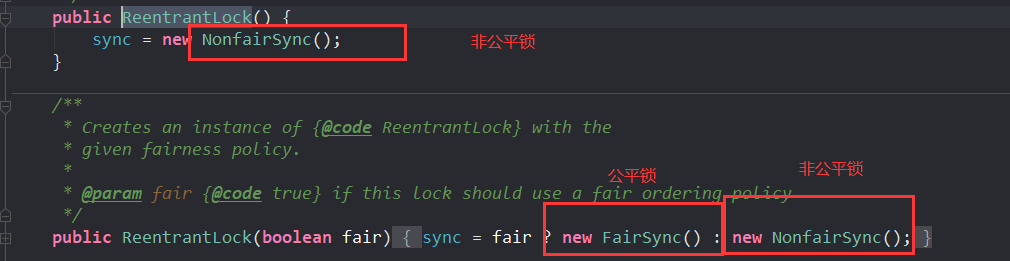 public ReentrantLock() {
sync = new NonfairSync();
非公平锁
}
/**
* Creates an instance of {@code ReentrantLock} with the
* given fairness policy.
*
* @param fair {@code true} if this lock should use a fair ordering policy
*/
公平锁
非公平锁
public ReentrantLock(boolean fair) { sync = fair ? new FairSync() : new NonfairSync(); }